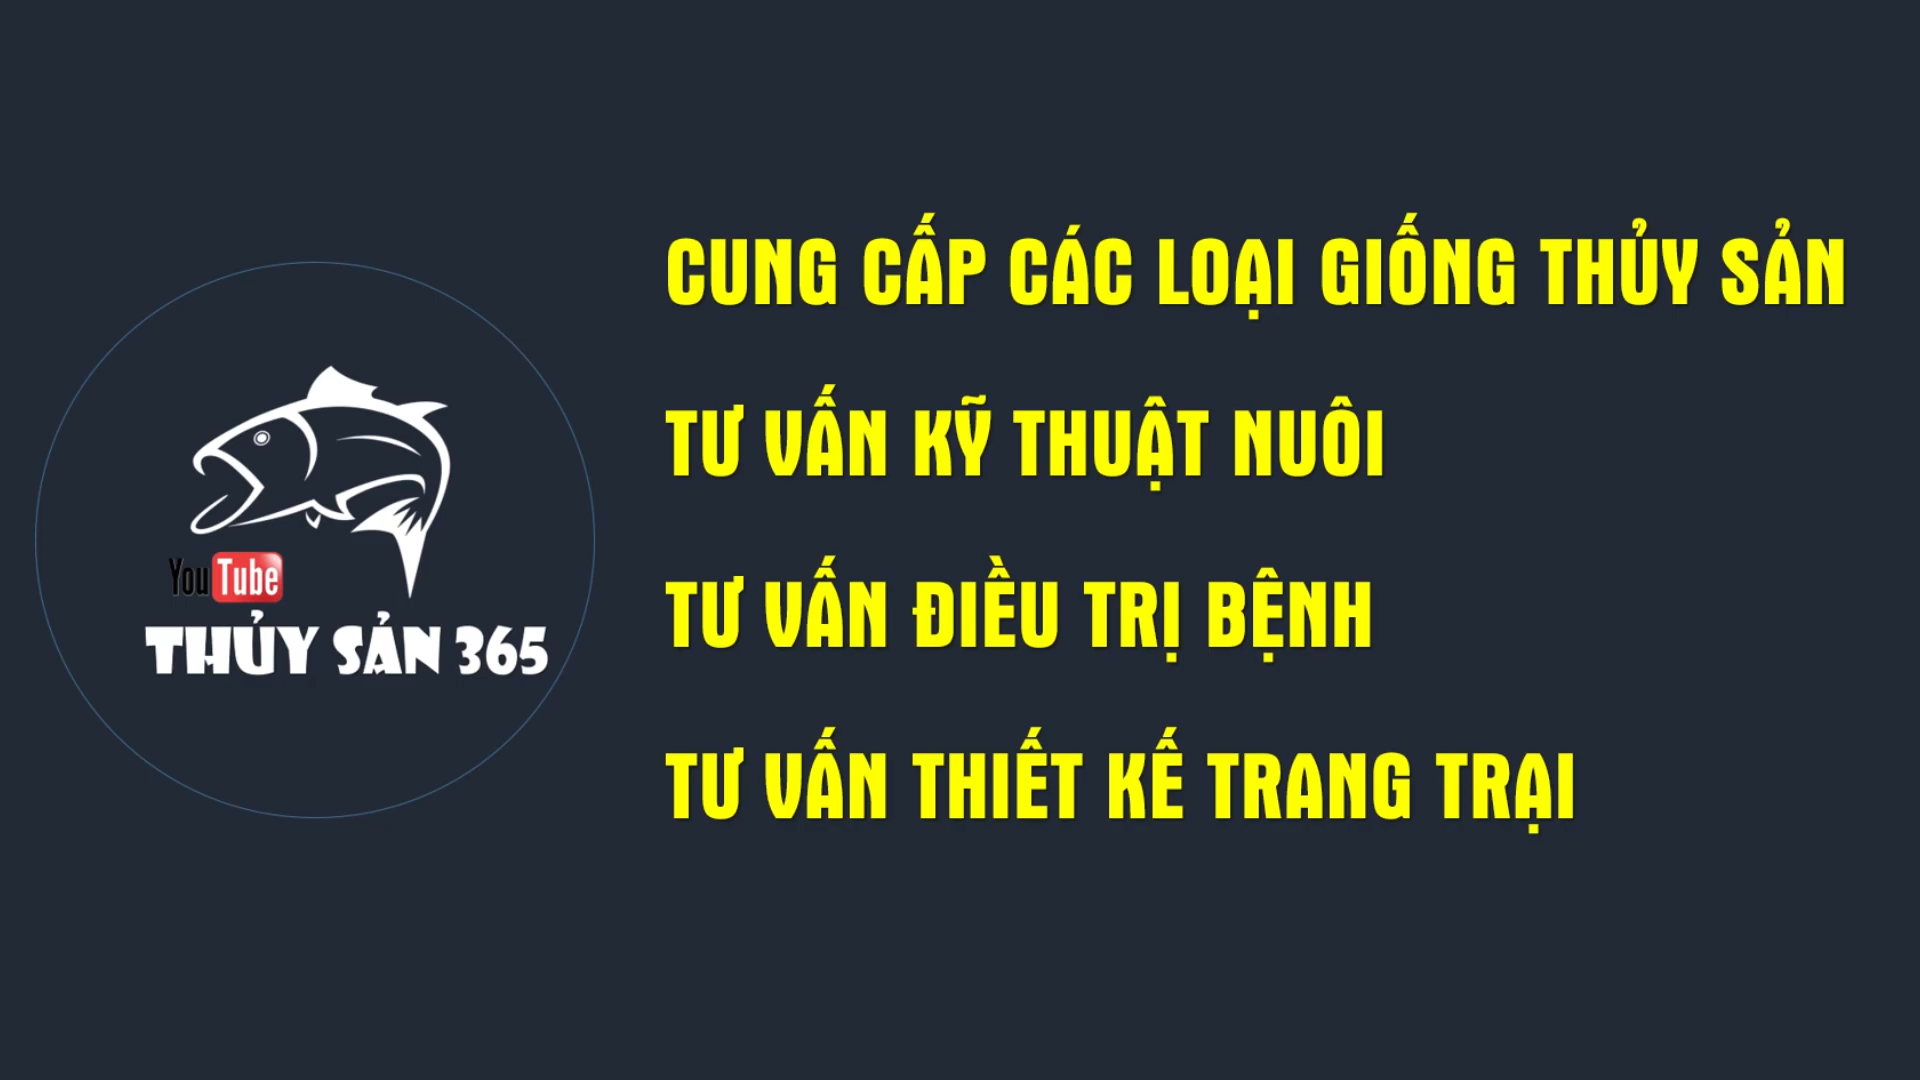 YouTube
THỦY SẢN 365
CUNG CẤP CÁC LOẠI GIỐNG THỦY SẢN
TƯ VẤN KỸ THUẬT NUÔI
TƯ VẤN ĐIỀU TRỊ BỆNH
TƯ VẤN THIẾT KẾ TRANG TRẠI